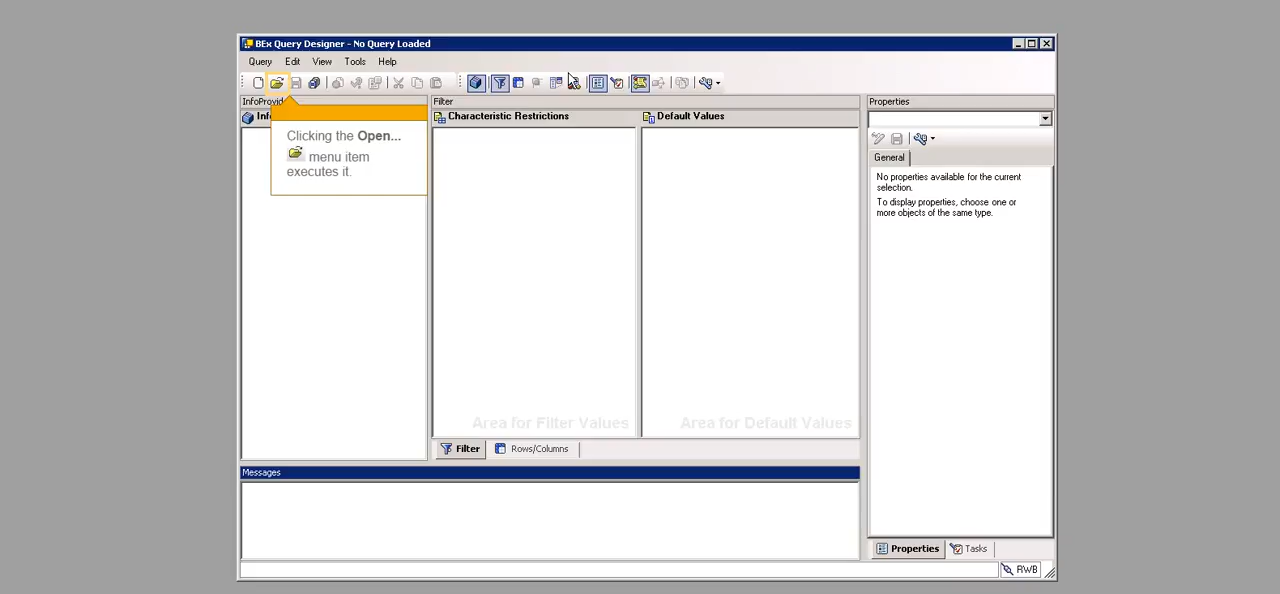 BEx Query Designer - No Query Loaded
Query Edit View Tools Help
Filter
Properties
Characteristic Restrictions
Default Values
Clicking the Open...
menu item
executes it.
General
No properties available for the current
selection.
To display properties, choose one or
more objects of the same type.
Area for Filter Values
Area for Default Values
Filter
Rows/Columns
Messages
Properties
Tasks
RWB